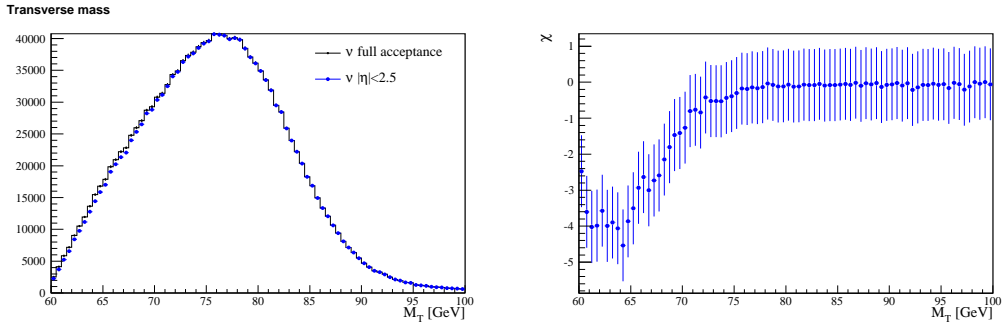 Transverse mass
40000
35000
30000
25000
20000
15000
10000
5000
0
60 65 70 75 80 85 90 95 100
M_T [GeV]
ν full acceptance
ν |η|<2.5
χ
1
0
-1
-2
-3
-4
-5
60 65 70 75 80 85 90 95 100
M_T [GeV]